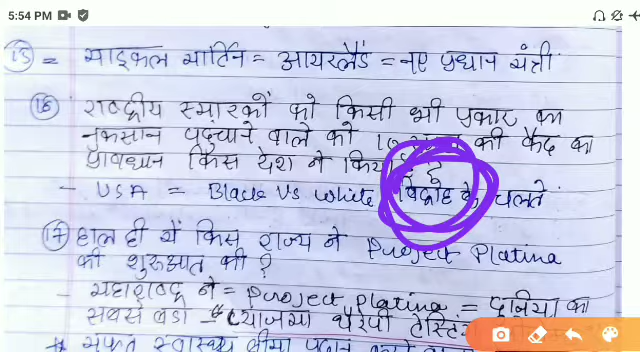 5:54 PM
15 = माइकल मार्टिन = आयरलैंड = नए प्रधान मंत्री
16 राष्ट्रीय स्मारकों को किसी भी प्रकार का
नुकसान पहुचाने वाले को 10 की कैद का
प्रावधान किस देश ने
- USA = Black Vs White विद्रोह के चलते
17 हाल ही में किस राज्य ने Project Platina
की शुरुआत की ?
- महाराष्ट्र ने = Project Platina = दुनिया का
सबसे बडा - प्लाजमा थैरेपी